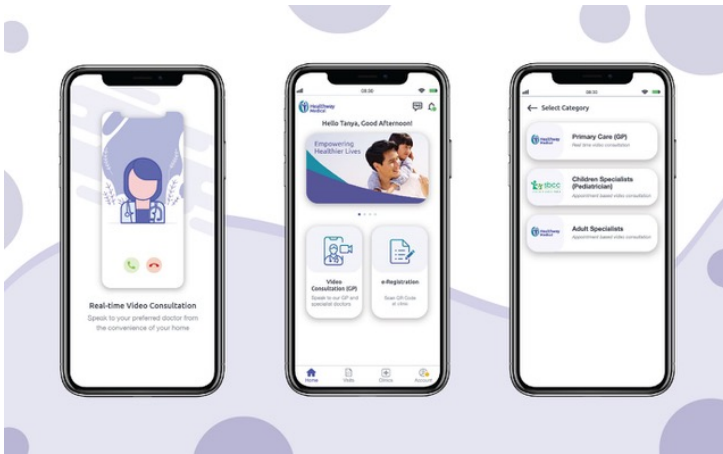 Real-time Video Consultation
Speak to your preferred doctor from
the convenience of your home
08:38
Healthway
Medical
Hello Tanya, Good Afternoon!
Empowering
Healthier Lives
Video
Consultation (GP)
Speak to our GP and
specialist doctors
e-Registration
Scan QR Code
at clinic
Home
Visits
Clinics
Account
Select Category
Healthway
Medical
Primary Care (GP)
Real time video consultation
Children Specialists
(Pediatrician)
Appointment based video consultation
Healthway
Medical
Adult Specialists
Appointment based video consultation